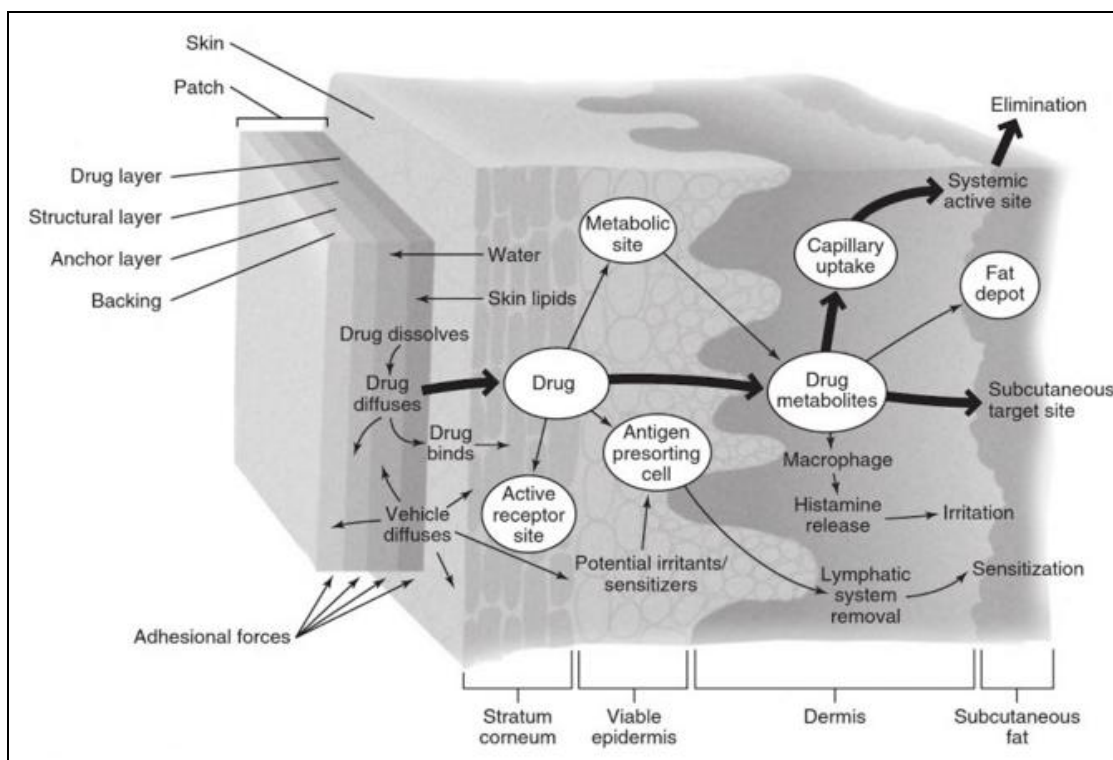 Skin
Patch
Drug layer
Structural layer
Anchor layer
Backing
Water
Skin lipids
Drug dissolves
Drug
diffuses
Drug
binds
Vehicle
diffuses
Adhesional forces
Metabolic
site
Drug
Active
receptor
site
Antigen
presorting
cell
Potential irritants/
sensitizers
Elimination
Systemic
active site
Capillary
uptake
Fat
depot
Drug
metabolites
Subcutaneous
target site
Macrophage
Histamine
release
Irritation
Lymphatic
system
removal
Sensitization
Stratum
corneum
Viable
epidermis
Dermis
Subcutaneous
fat